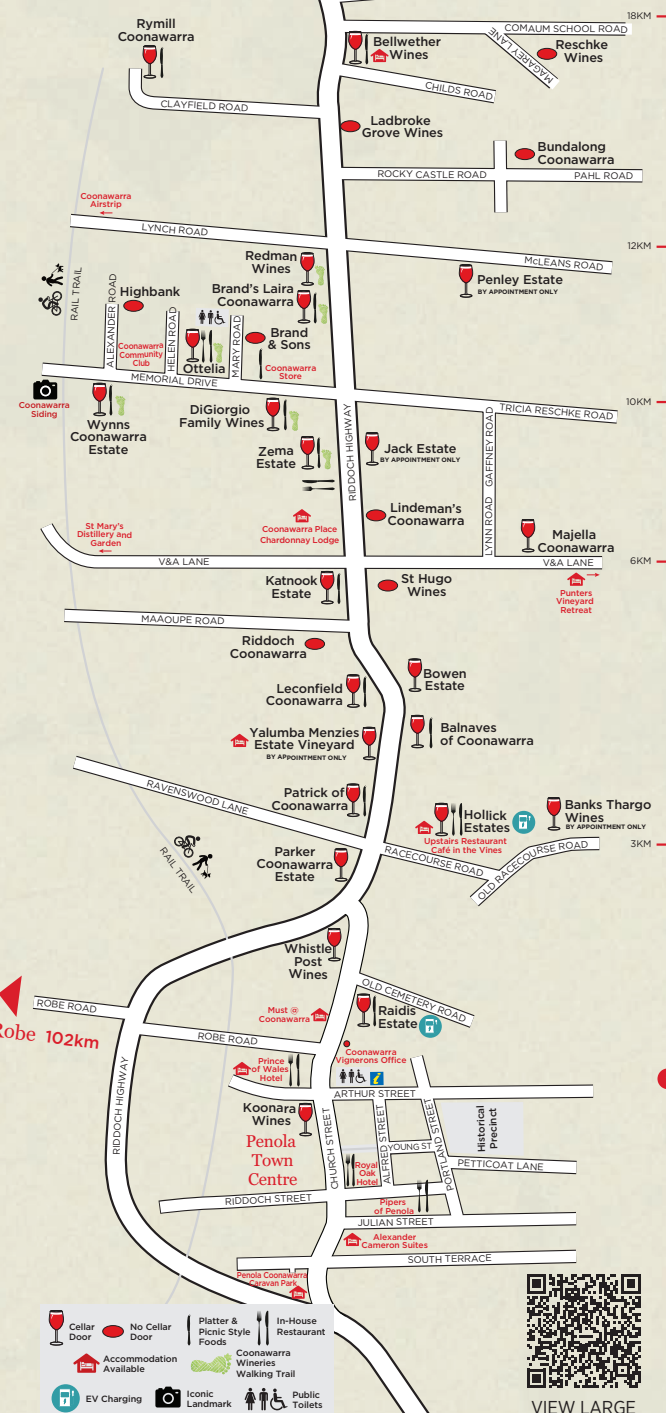 18KM
Rymill
Coonawarra
COMAUM SCHOOL ROAD
Bellwether
Wines
MAGAREY LANE
Reschke
Wines
CHILDS ROAD
CLAYFIELD ROAD
Ladbroke
Grove Wines
Bundalong
Coonawarra
ROCKY CASTLE ROAD
PAHL ROAD
Coonawarra
Airstrip
LYNCH ROAD
12KM
McLEANS ROAD
Redman
Wines
Penley Estate
BY APPOINTMENT ONLY
RAIL TRAIL
Highbank
Brand's Laira
Coonawarra
ALEXANDER ROAD
HELEN ROAD
MARY ROAD
Brand
& Sons
Coonawarra
Community
Club
Ottelia
Coonawarra
Store
MEMORIAL DRIVE
Coonawarra
Siding
10KM
TRICIA RESCHKE ROAD
Wynns
Coonawarra
Estate
DiGiorgio
Family Wines
RIDDOCH HIGHWAY
GAFFNEY ROAD
Zema
Estate
Jack Estate
BY APPOINTMENT ONLY
Lindeman's
Coonawarra
LYNN ROAD
Coonawarra Place
Chardonnay Lodge
St Mary's
Distillery and
Garden
Majella
Coonawarra
V&A LANE
V&A LANE
6KM
Katnook
Estate
St Hugo
Wines
Punters
Vineyard
Retreat
MAAOUPE ROAD
Riddoch
Coonawarra
Bowen
Estate
Leconfield
Coonawarra
Yalumba Menzies
Estate Vineyard
BY APPOINTMENT ONLY
Balnaves
of Coonawarra
RAVENSWOOD LANE
Patrick of
Coonawarra
Hollick
Estates
Banks Thargo
Wines
BY APPOINTMENT ONLY
Upstairs Restaurant
Café in the Vines
RAIL TRAIL
Parker
Coonawarra
Estate
RACECOURSE ROAD
OLD RACECOURSE ROAD
3KM
Whistle
Post
Wines
OLD CEMETERY ROAD
ROBE ROAD
Robe 102km
Must @
Coonawarra
Raidis
Estate
ROBE ROAD
Coonawarra
Vignerons Office
Prince
of Wales
Hotel
RIDDOCH HIGHWAY
i
ARTHUR STREET
Koonara
Wines
CHURCH STREET
ALFRED STREET
PORTLAND STREET
Historical
Precinct
Penola
Town
Centre
YOUNG ST
Royal
Oak
Hotel
PETTICOAT LANE
RIDDOCH STREET
Pipers
of Penola
JULIAN STREET
Alexander
Cameron Suites
SOUTH TERRACE
Penola Coonawarra
Caravan Park
Cellar
Door
No Cellar
Door
Platter &
Picnic Style
Foods
In-House
Restaurant
Accommodation
Available
Coonawarra
Wineries
Walking Trail
EV Charging
Iconic
Landmark
Public
Toilets
VIEW LARGE